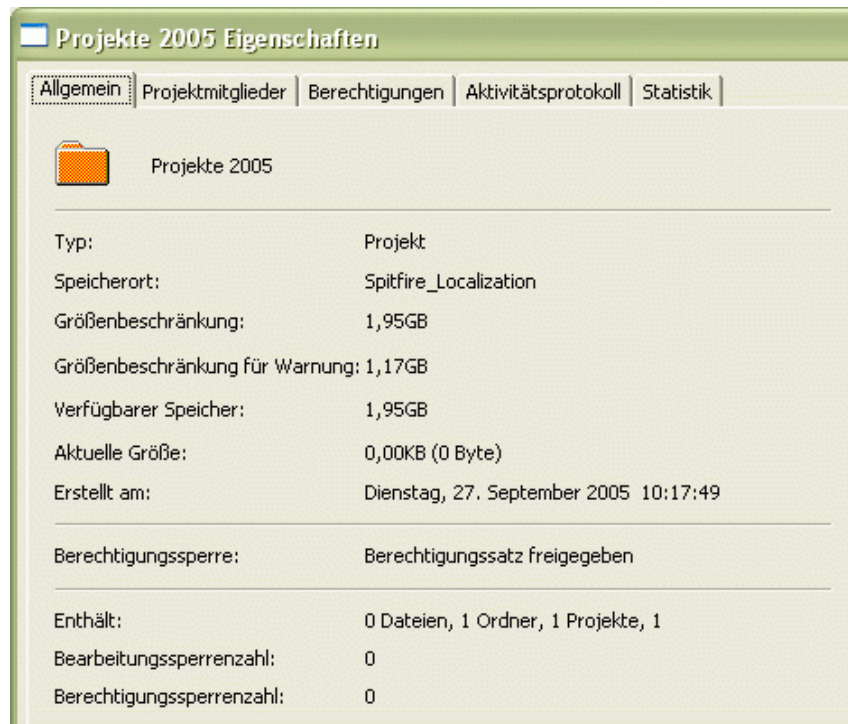 Projekte 2005 Eigenschaften
Allgemein Projektmitglieder Berechtigungen Aktivitätsprotokoll Statistik
Projekte 2005
Typ: Projekt
Speicherort: Spitfire_Localization
Größenbeschränkung: 1,95GB
Größenbeschränkung für Warnung: 1,17GB
Verfügbarer Speicher: 1,95GB
Aktuelle Größe: 0,00KB (0 Byte)
Erstellt am: Dienstag, 27. September 2005 10:17:49
Berechtigungssperre: Berechtigungssatz freigegeben
Enthält: 0 Dateien, 1 Ordner, 1 Projekte, 1
Bearbeitungssperrenzahl: 0
Berechtigungssperrenzahl: 0